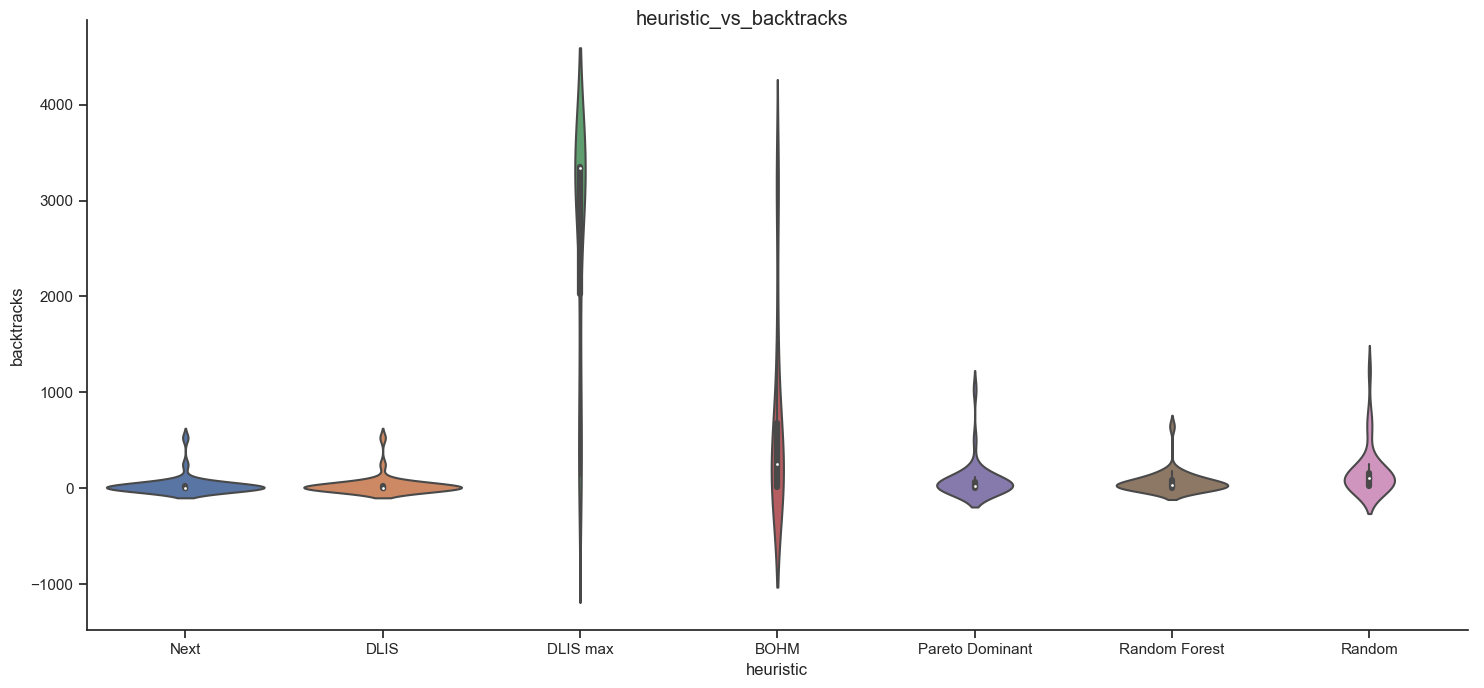 heuristic_vs_backtracks
backtracks
4000
3000
2000
1000
0
−1000
Next
DLIS
DLIS max
BOHM
Pareto Dominant
Random Forest
Random
heuristic